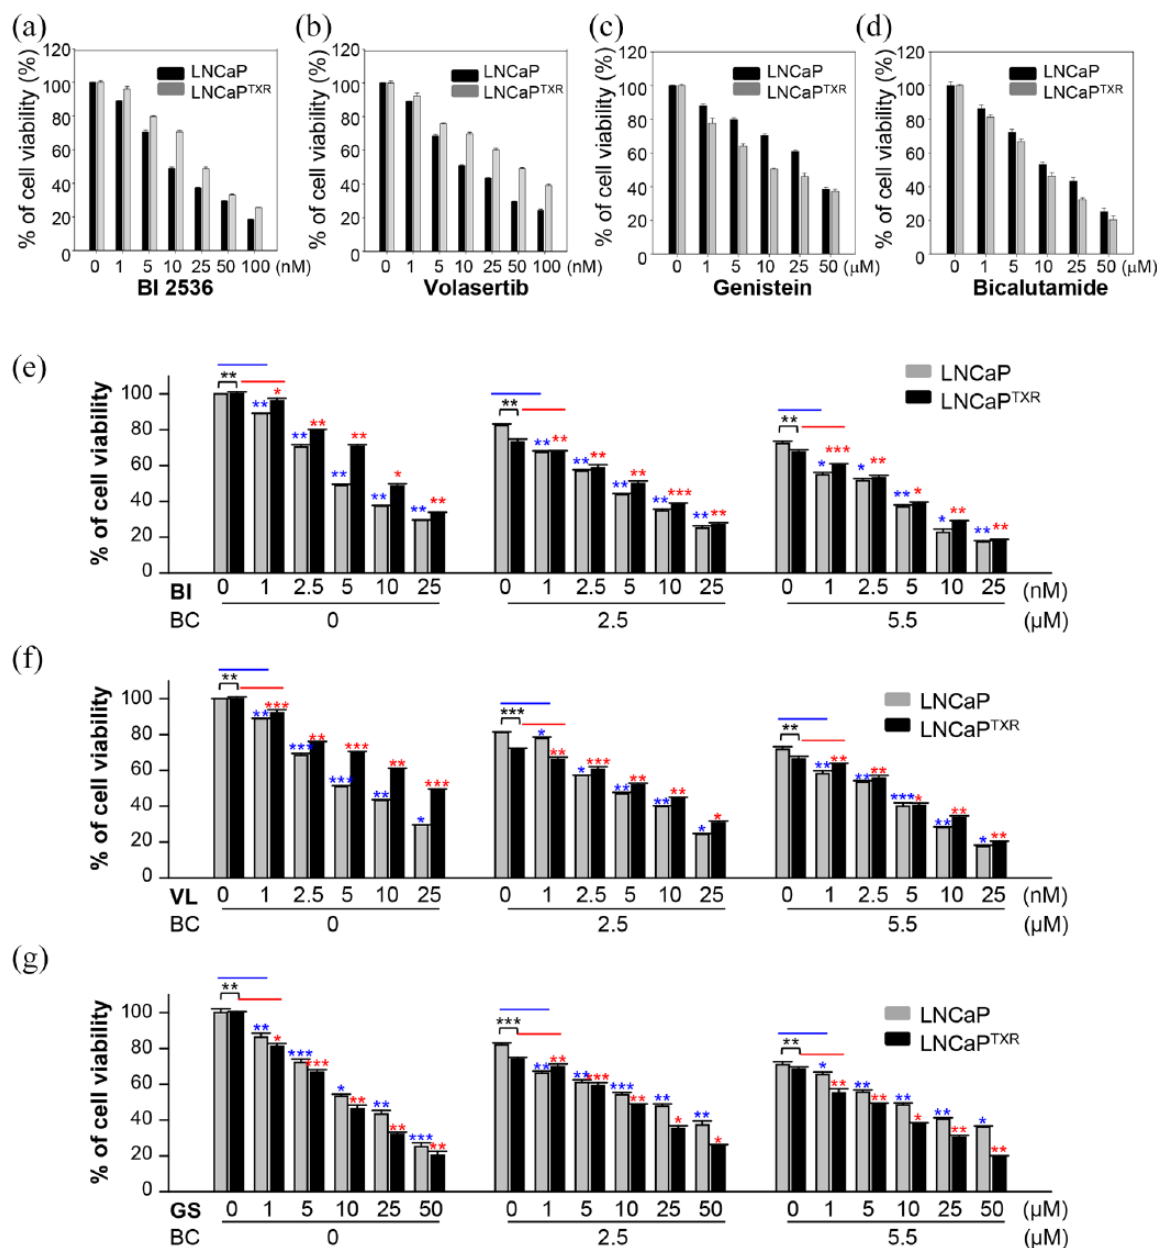 (a)
(b)
(c)
(d)
% of cell viability (%)
120
100
80
60
40
20
0
LNCaP
LNCaPTXR
0 1 5 10 25 50 100 (nM)
BI 2536
% of cell viability (%)
120
100
80
60
40
20
0
LNCaP
LNCaPTXR
0 1 5 10 25 50 100 (nM)
Volasertib
% of cell viability (%)
120
100
80
60
40
20
0
LNCaP
LNCaPTXR
0 1 5 10 25 50 (μM)
Genistein
% of cell viability (%)
120
100
80
60
40
20
0
LNCaP
LNCaPTXR
0 1 5 10 25 50 (μM)
Bicalutamide
(e)
% of cell viability
100
80
60
40
20
0
LNCaP
LNCaPTXR
** ** * ** ** ** ** ** * ** **
** ** ** ** ** ** ** ** *** ** **
** * *** * ** ** * * ** ** **
BI 0 1 2.5 5 10 25 0 1 2.5 5 10 25 0 1 2.5 5 10 25 (nM)
BC 0 2.5 5.5 (μM)
(f)
% of cell viability
100
80
60
40
20
0
LNCaP
LNCaPTXR
** ** *** *** ** *** *** ** ** * ***
*** * ** * *** ** ** ** ** * *
** ** ** ** ** *** * ** ** * **
VL 0 1 2.5 5 10 25 0 1 2.5 5 10 25 0 1 2.5 5 10 25 (nM)
BC 0 2.5 5.5 (μM)
(g)
% of cell viability
100
80
60
40
20
0
LNCaP
LNCaPTXR
** ** * *** *** * ** ** ** *** **
*** ** ** ** *** *** ** ** * ** *
** * ** ** ** ** * ** ** * **
GS 0 1 5 10 25 50 0 1 5 10 25 50 0 1 5 10 25 50 (μM)
BC 0 2.5 5.5 (μM)